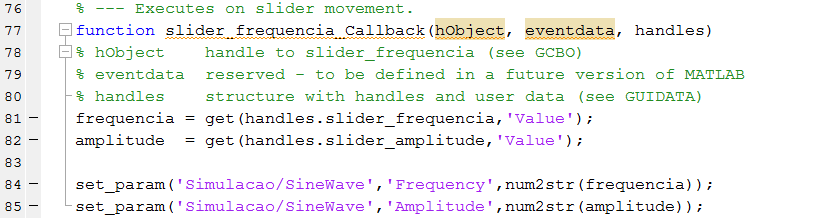 76 % --- Executes on slider movement.
77 function slider_frequencia_Callback(hObject, eventdata, handles)
78 % hObject    handle to slider_frequencia (see GCBO)
79 % eventdata  reserved - to be defined in a future version of MATLAB
80 % handles    structure with handles and user data (see GUIDATA)
81 - frequencia = get(handles.slider_frequencia,'Value');
82 - amplitude  = get(handles.slider_amplitude,'Value');
83
84 - set_param('Simulacao/SineWave','Frequency',num2str(frequencia));
85 - set_param('Simulacao/SineWave','Amplitude',num2str(amplitude));